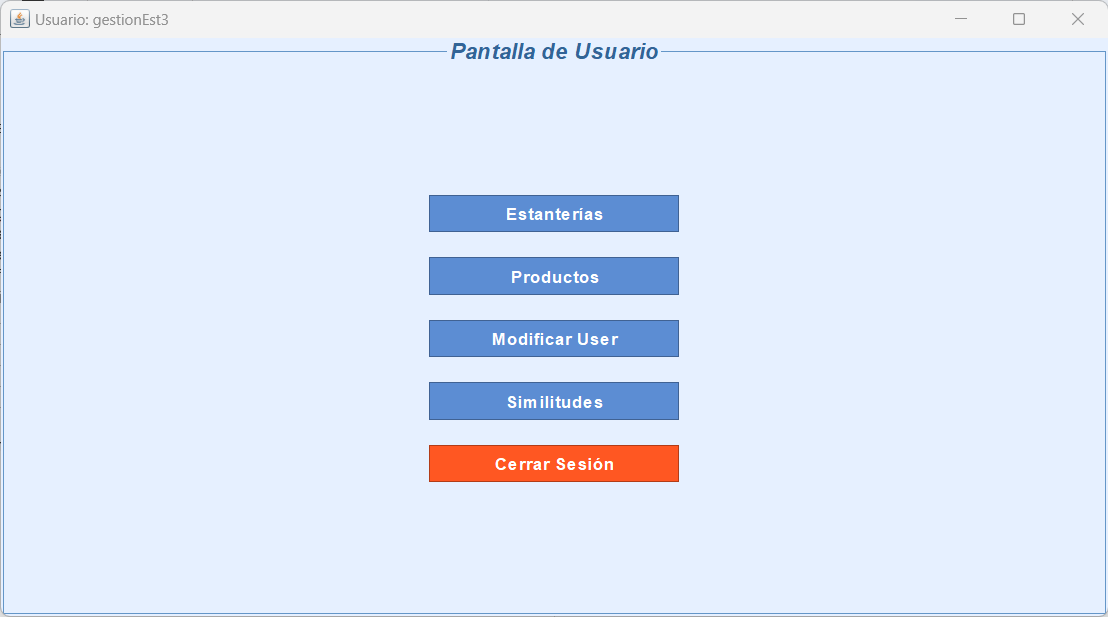 Usuario: gestionEst3
Pantalla de Usuario
Estanterías
Productos
Modificar User
Similitudes
Cerrar Sesión